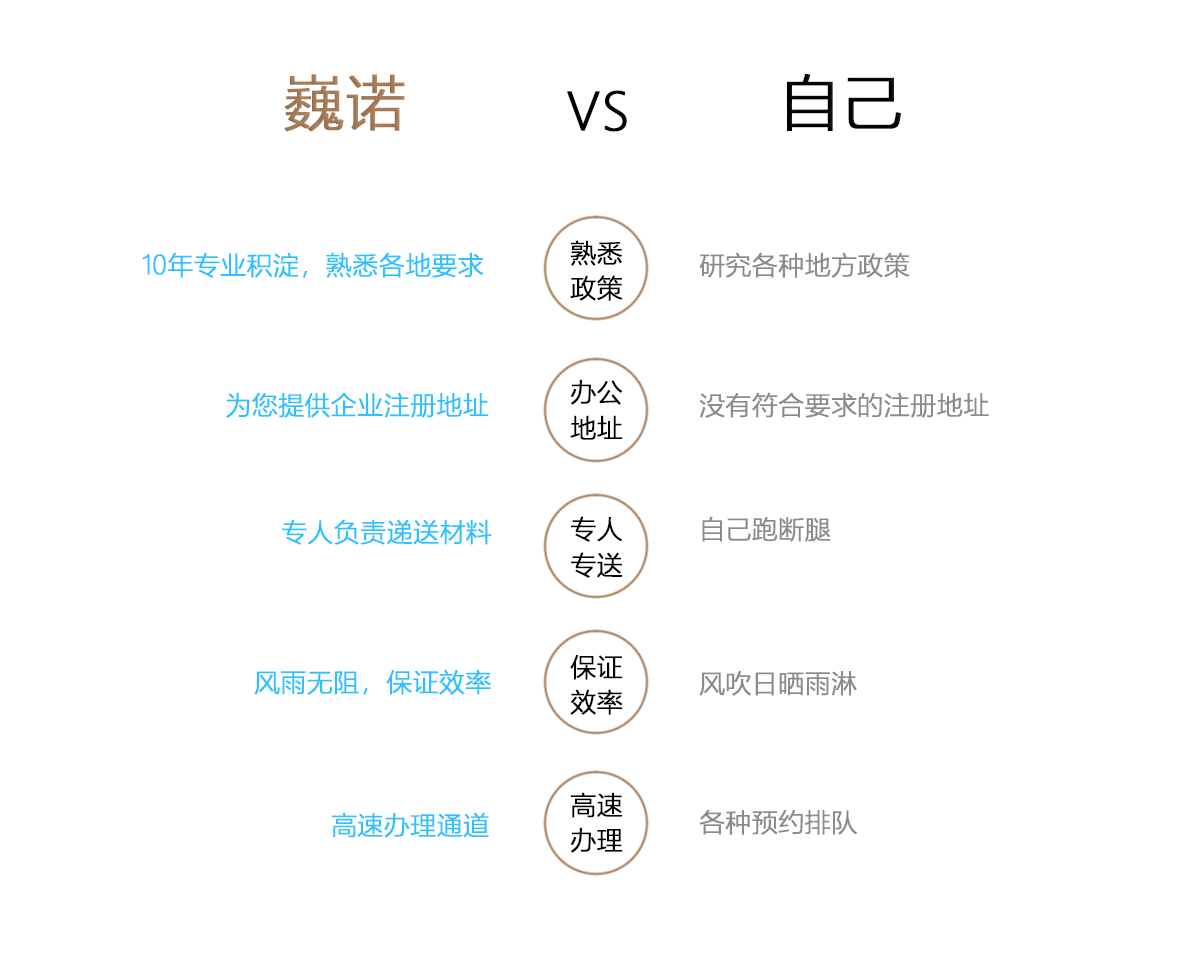 巍诺 VS 自己
10年专业积淀，熟悉各地要求
熟悉
政策
研究各种地方政策
为您提供企业注册地址
办公
地址
没有符合要求的注册地址
专人负责递送材料
专人
专送
自己跑断腿
风雨无阻，保证效率
保证
效率
风吹日晒雨淋
高速办理通道
高速
办理
各种预约排队